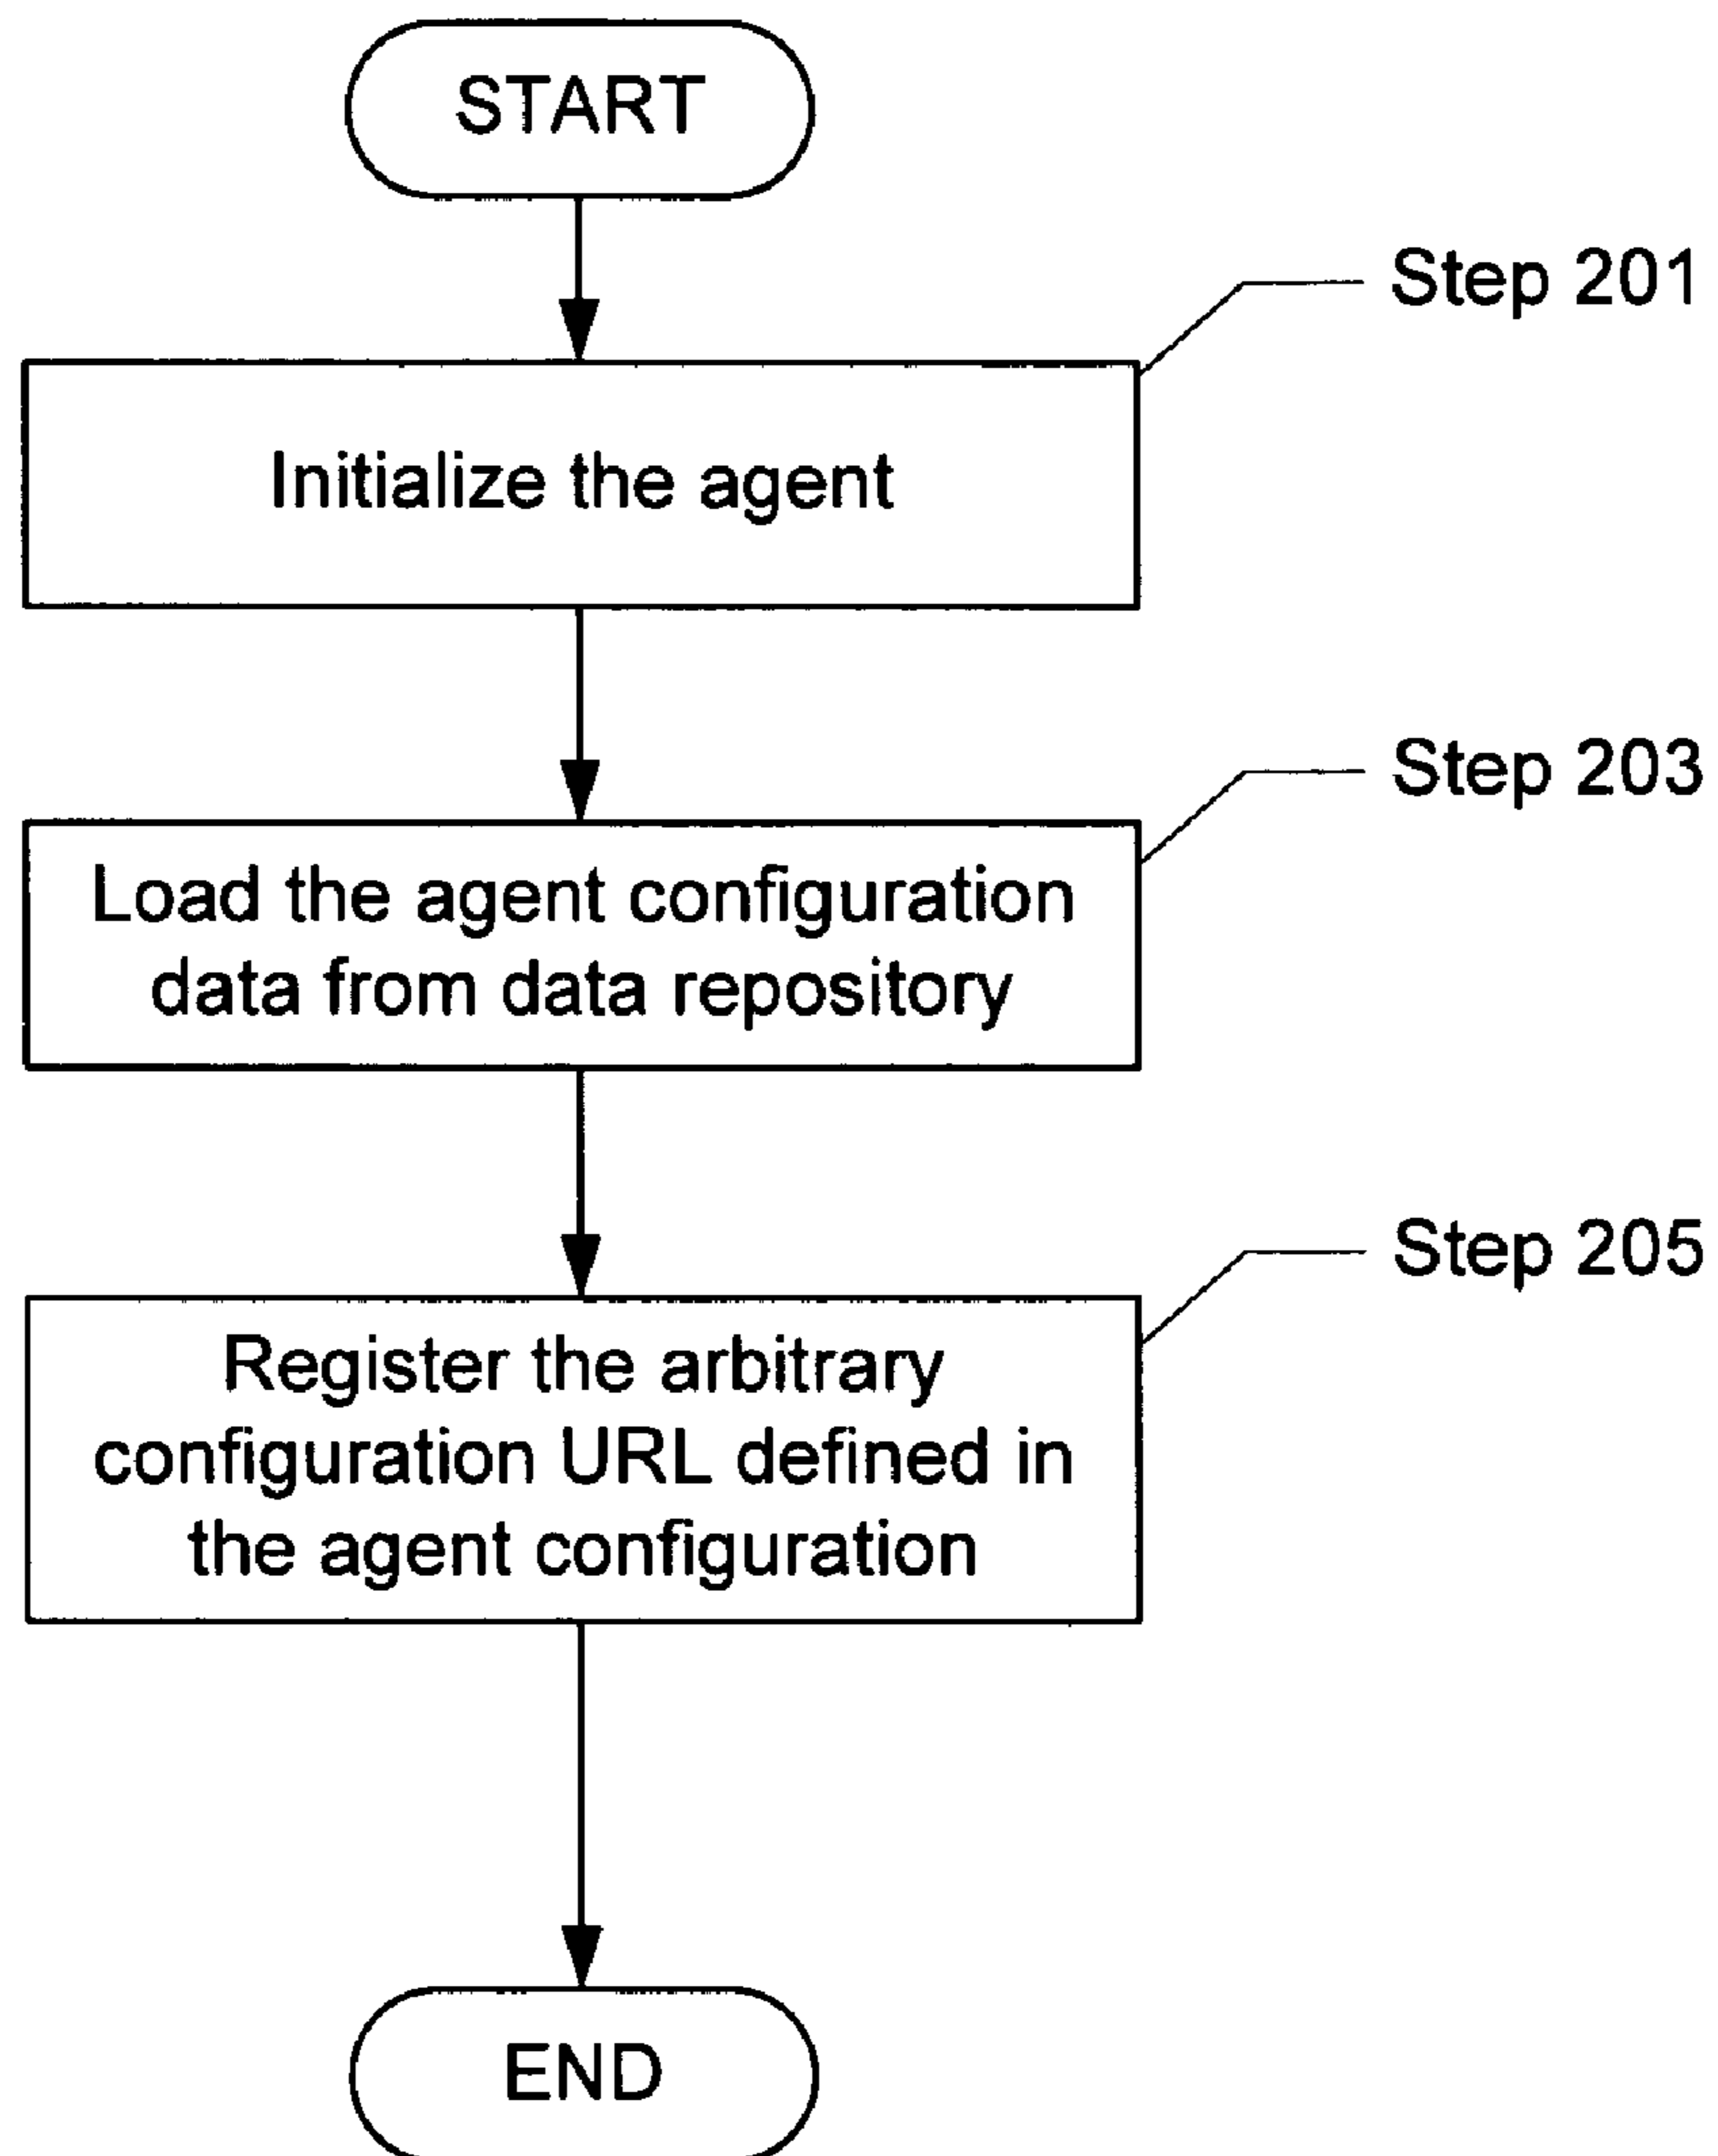 START
Step 201
Initialize the agent
Step 203
Load the agent configuration
data from data repository
Step 205
Register the arbitrary
configuration URL defined in
the agent configuration
END